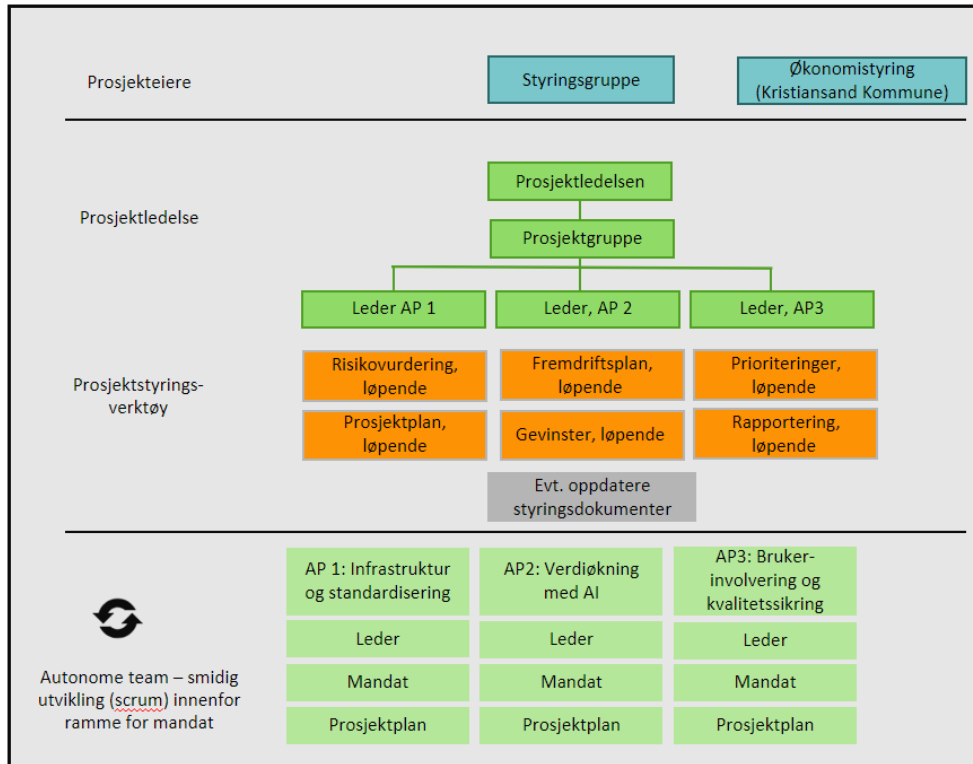 Prosjekteiere
Styringsgruppe
Økonomistyring
(Kristiansand Kommune)
Prosjektledelse
Prosjektledelsen
Prosjektgruppe
Leder AP 1
Leder, AP 2
Leder, AP3
Prosjektstyrings-
verktøy
Risikovurdering,
løpende
Fremdriftsplan,
løpende
Prioriteringer,
løpende
Prosjektplan,
løpende
Gevinster, løpende
Rapportering,
løpende
Evt. oppdatere
styringsdokumenter
Autonome team – smidig
utvikling (scrum) innenfor
ramme for mandat
AP 1: Infrastruktur
og standardisering
AP2: Verdiøkning
med AI
AP3: Bruker-
involvering og
kvalitetssikring
Leder
Leder
Leder
Mandat
Mandat
Mandat
Prosjektplan
Prosjektplan
Prosjektplan